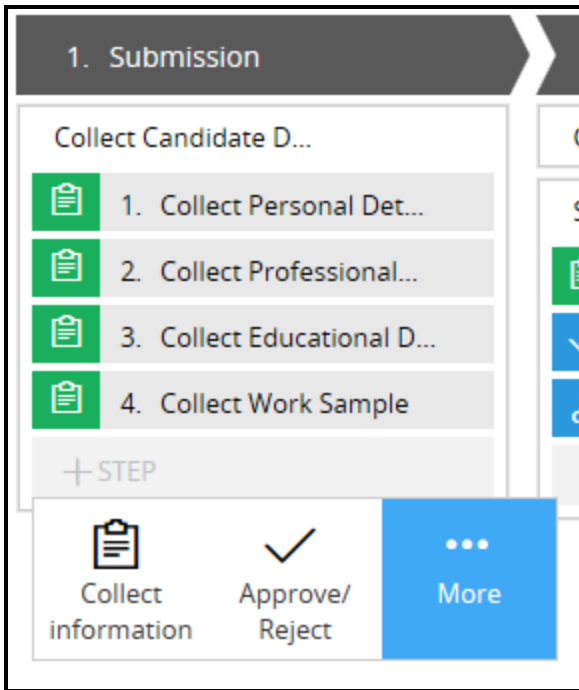 1. Submission
Collect Candidate D...
1. Collect Personal Det...
2. Collect Professional...
3. Collect Educational D...
4. Collect Work Sample
+ STEP
Collect
information
Approve/
Reject
More